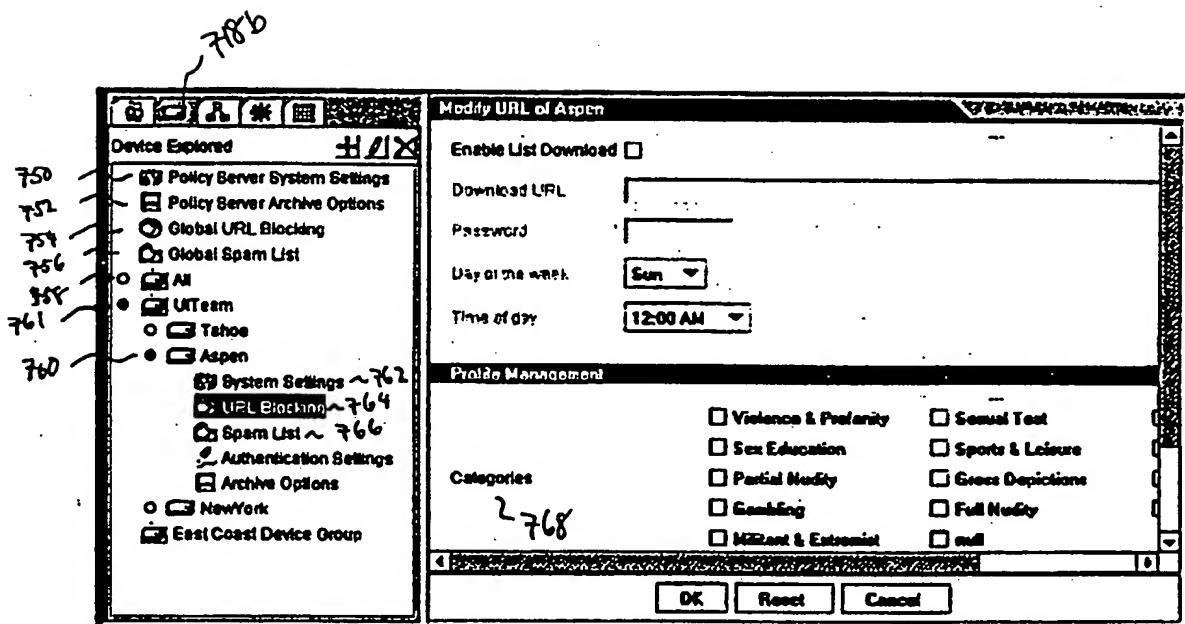 718b
Modify URL of Aspen
Device Explored
Enable List Download
750 Policy Server System Settings
Download URL
752 Policy Server Archive Options
754 Global URL Blocking
Password
756 Global Spam List
758 All
Day of the week Sun
761 UITeam
Time of day 12:00 AM
Tahoe
760 Aspen
System Settings ~762
Profile Management
URL Blocking ~764
Violence & Profanity Sexual Text
Spam List ~ 766
Sex Education Sports & Leisure
Authentication Settings
Categories Partial Nudity Gross Depictions
Archive Options
768
NewYork
Gambling Full Nudity
East Coast Device Group
Militant & Extremist null
OK Reset Cancel